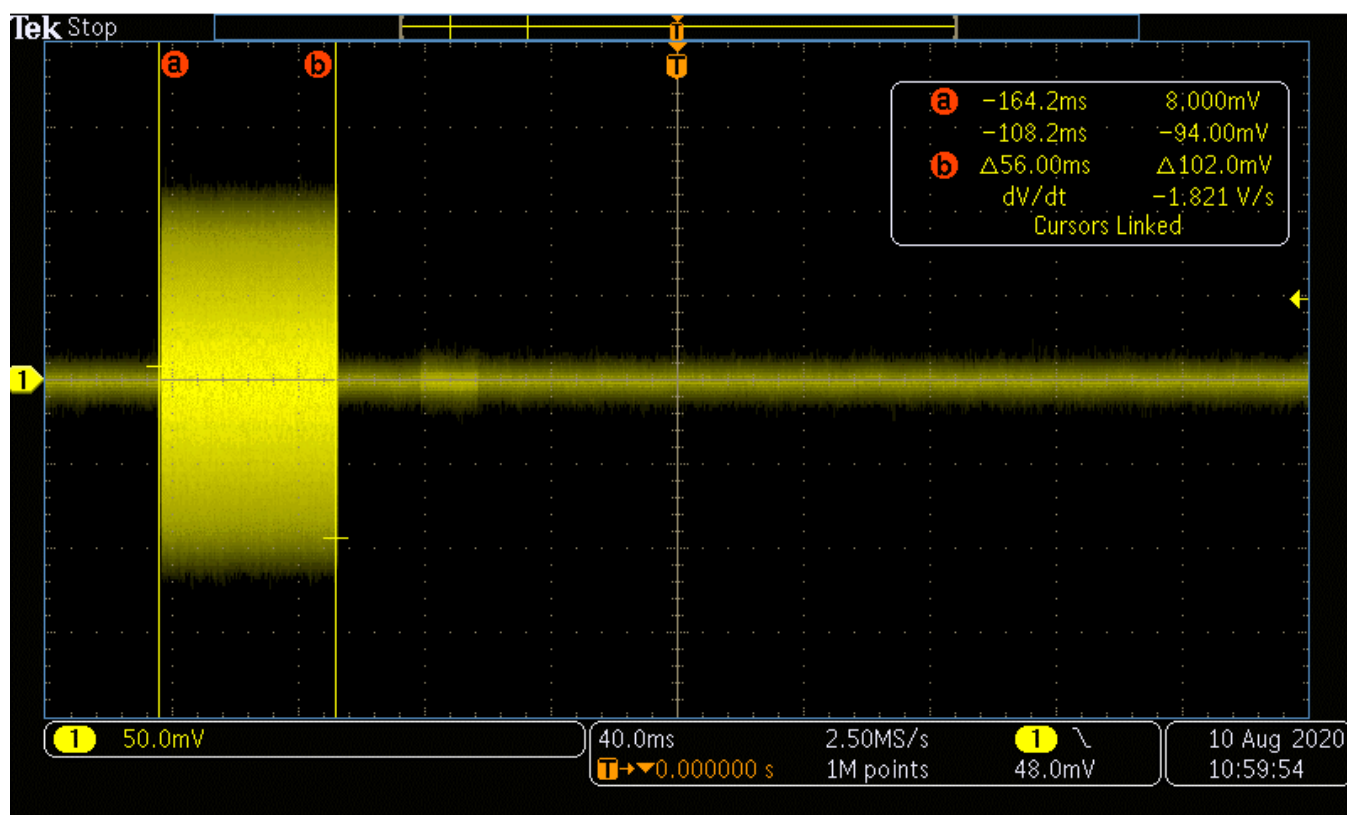 Tek Stop
T
a b T
a -164.2ms 8.000mV
-108.2ms -94.00mV
b Δ56.00ms Δ102.0mV
dV/dt -1.821 V/s
Cursors Linked
1
1 50.0mV
40.0ms 2.50MS/s 1 \
T→▼0.000000 s 1M points 48.0mV
10 Aug 2020
10:59:54